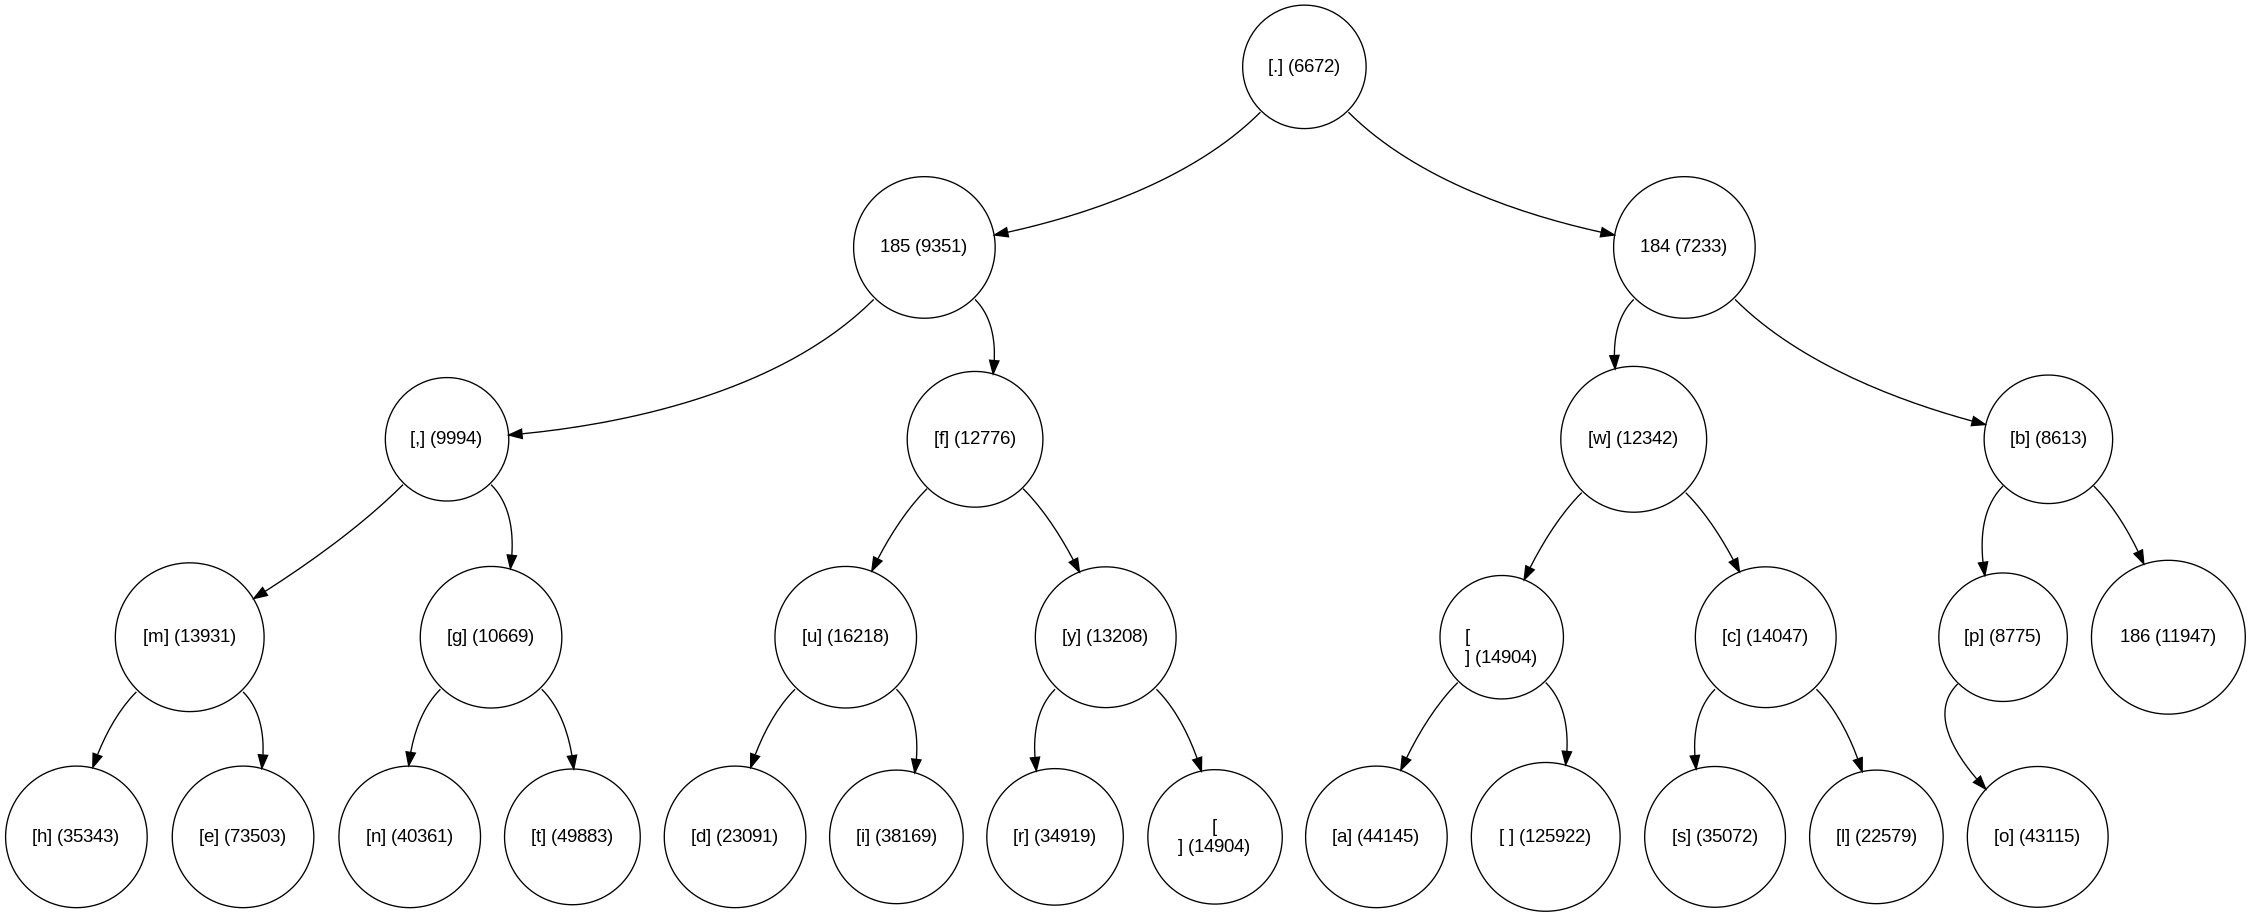 [.] (6672)
185 (9351)
184 (7233)
[,] (9994)
[f] (12776)
[w] (12342)
[b] (8613)
[m] (13931)
[g] (10669)
[u] (16218)
[y] (13208)
[
] (14904)
[c] (14047)
[p] (8775)
186 (11947)
[h] (35343)
[e] (73503)
[n] (40361)
[t] (49883)
[d] (23091)
[i] (38169)
[r] (34919)
[
] (14904)
[a] (44145)
[ ] (125922)
[s] (35072)
[l] (22579)
[o] (43115)